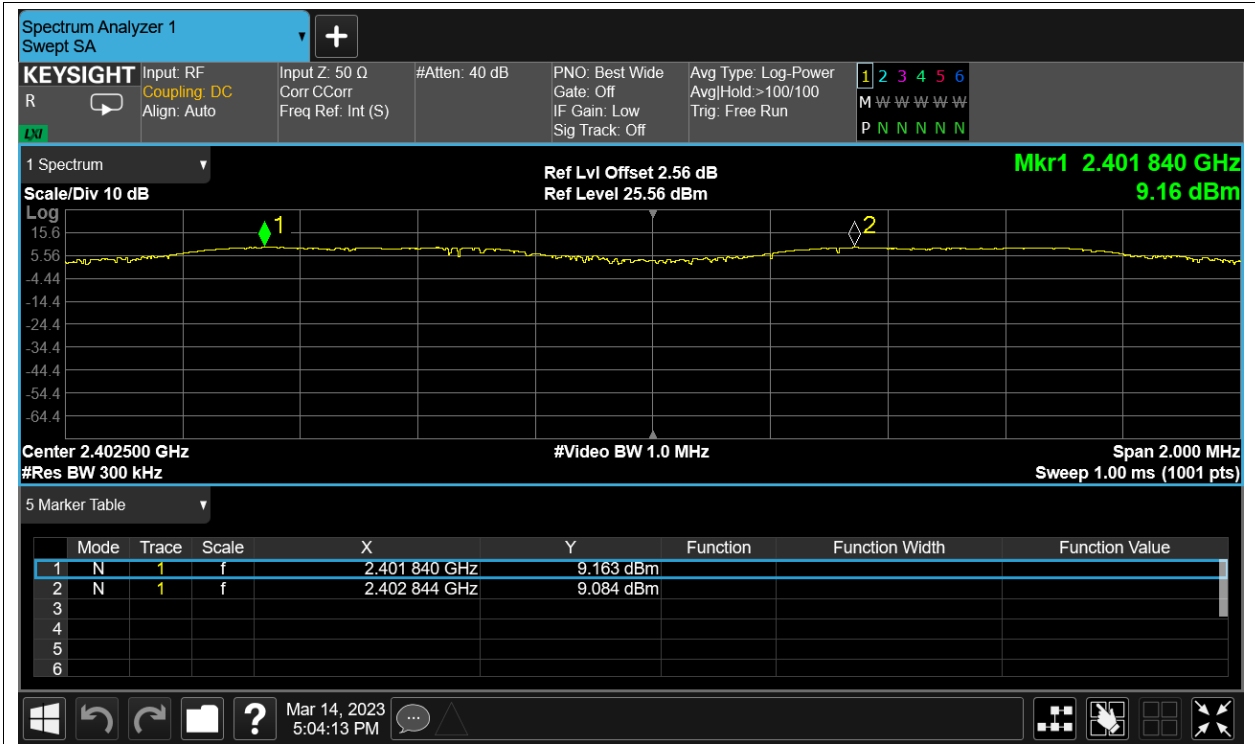 Spectrum Analyzer 1
Swept SA
KEYSIGHT Input: RF Input Z: 50 Ω #Atten: 40 dB PNO: Best Wide Avg Type: Log-Power 1 2 3 4 5 6
R Coupling: DC Corr CCorr Gate: Off Avg|Hold:>100/100 M W W W W W
Align: Auto Freq Ref: Int (S) IF Gain: Low Trig: Free Run
LXI Sig Track: Off P N N N N N
1 Spectrum Ref Lvl Offset 2.56 dB Mkr1 2.401 840 GHz
Scale/Div 10 dB Ref Level 25.56 dBm 9.16 dBm
Log
1 2
15.6
5.56
-4.44
-14.4
-24.4
-34.4
-44.4
-54.4
-64.4
Center 2.402500 GHz #Video BW 1.0 MHz Span 2.000 MHz
#Res BW 300 kHz Sweep 1.00 ms (1001 pts)
5 Marker Table
Mode Trace Scale X Y Function Function Width Function Value
1 N 1 f 2.401 840 GHz 9.163 dBm
2 N 1 f 2.402 844 GHz 9.084 dBm
3
4
5
6
? Mar 14, 2023
5:04:13 PM